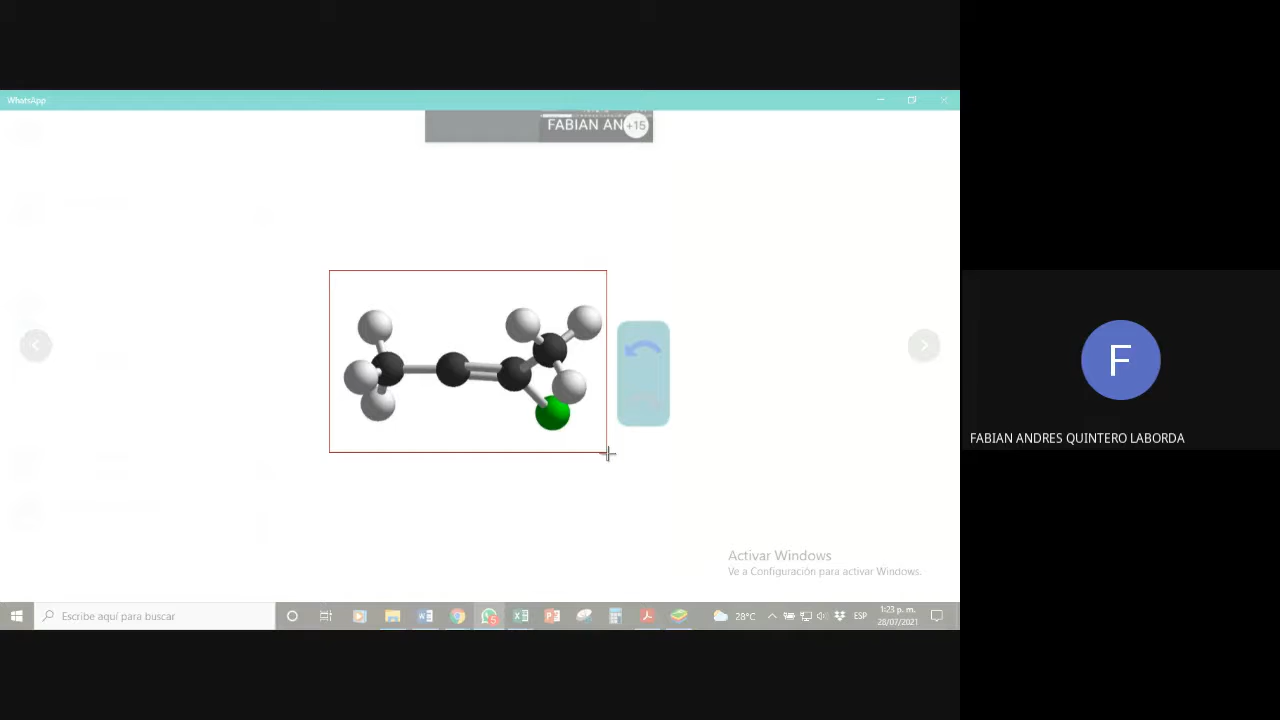 WhatsApp
FABIAN AN
+15
F
FABIAN ANDRES QUINTERO LABORDA
Activar Windows
Ve a Configuración para activar Windows.
Escribe aquí para buscar
5
28°C
ESP
1:23 p. m.
28/07/2021